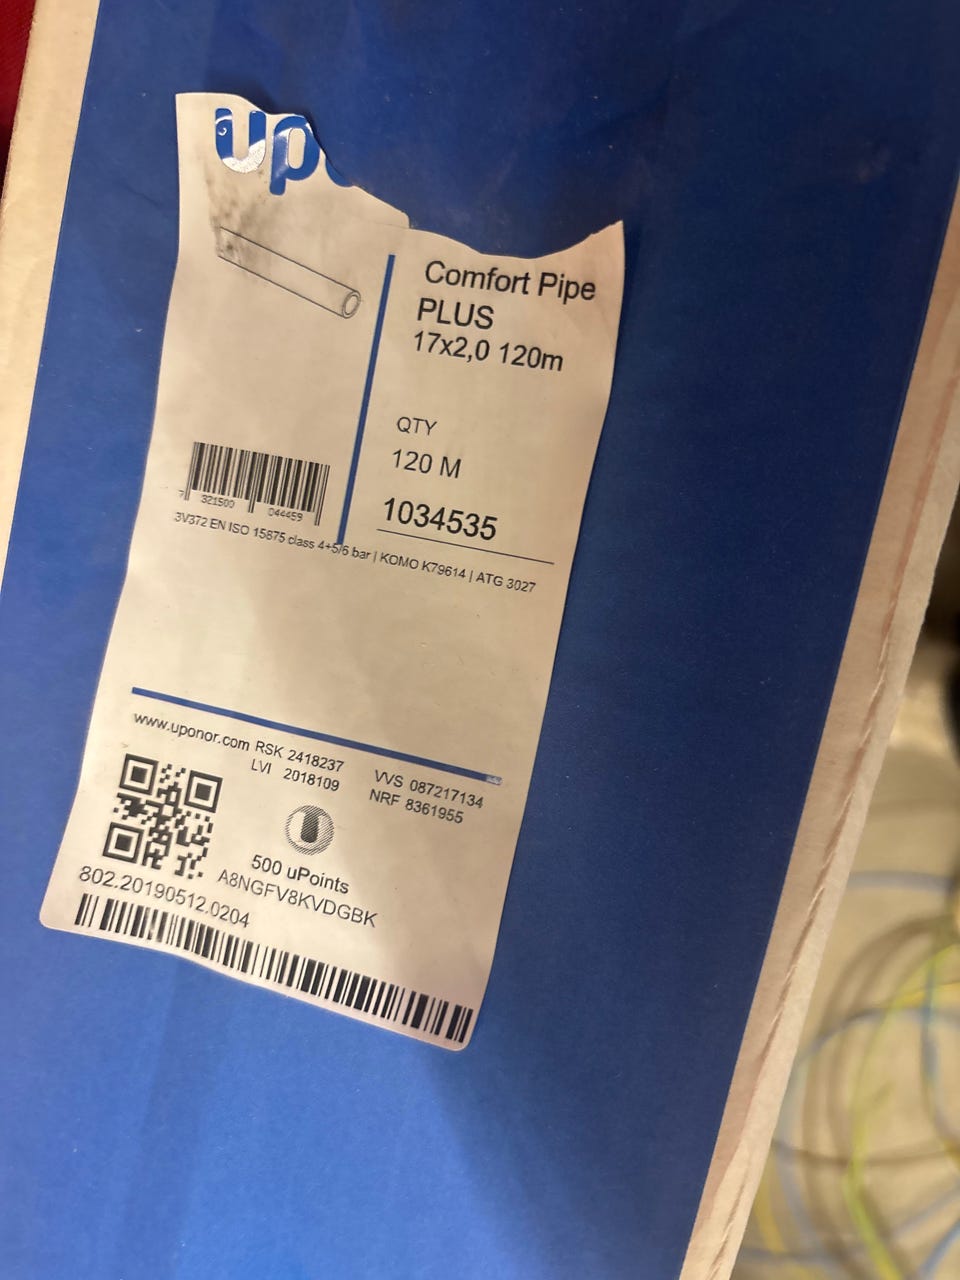 upo
Comfort Pipe
PLUS
17x2,0 120m
QTY
120 M
1034535
7 321500 044459
3V372 EN ISO 15875 class 4+5/6 bar | KOMO K79614 | ATG 3027
www.uponor.com RSK 2418237 VVS 087217134
LVI 2018109 NRF 8361955
500 uPoints
A8NGFV8KVDGBK
802.20190512.0204